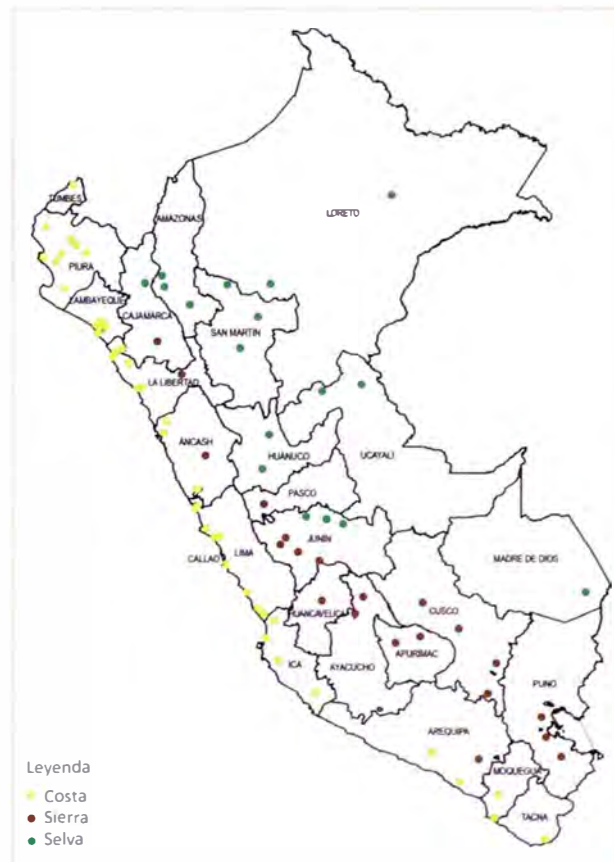 TUMBES
AMAZONAS
LORETO
PIURA
LAMBAYEQUE
CAJAMARCA
SAN MARTIN
LA LIBERTAD
ANCASH
HUÁNUCO
UCAYALI
PASCO
JUNIN
CALLAO
LIMA
MADRE DE DIOS
HUANCAVELICA
CUSCO
ICA
AYACUCHO
APURIMAC
PUNO
AREQUIPA
MOQUEGUA
TACNA
Leyenda
Costa
Sierra
Selva